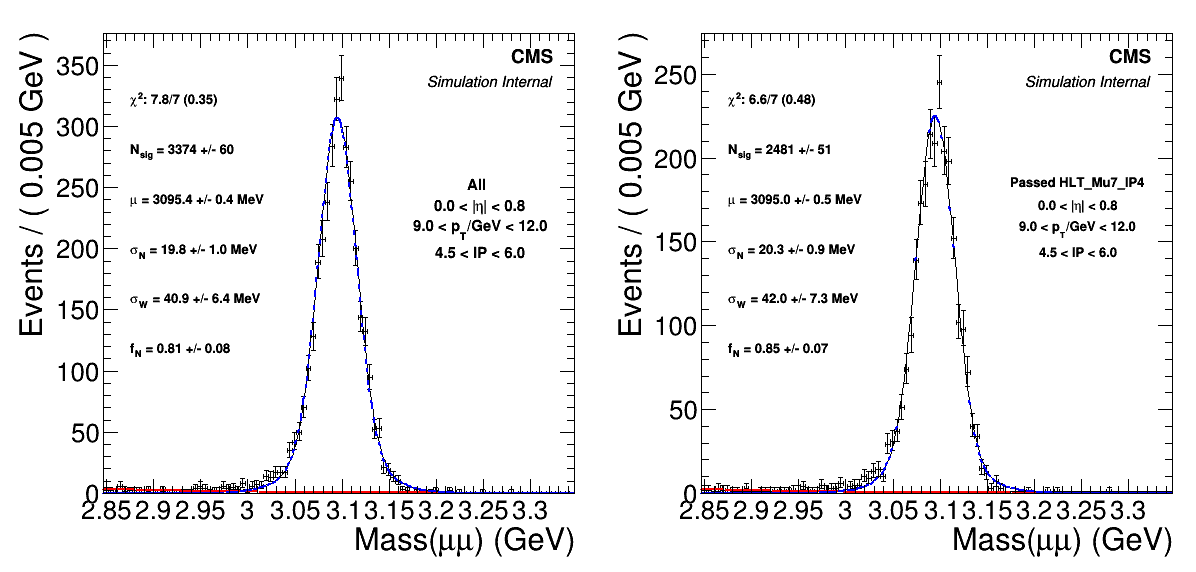 CMS
Simulation Internal
χ²: 7.8/7 (0.35)
N_sig = 3374 +/- 60
μ = 3095.4 +/- 0.4 MeV
σ_N = 19.8 +/- 1.0 MeV
σ_W = 40.9 +/- 6.4 MeV
f_N = 0.81 +/- 0.08
All
0.0 < |η| < 0.8
9.0 < p_T/GeV < 12.0
4.5 < IP < 6.0
Events / ( 0.005 GeV )
350
300
250
200
150
100
50
0
2.85 2.9 2.95 3 3.05 3.1 3.15 3.2 3.25 3.3
Mass(μμ) (GeV)
CMS
Simulation Internal
χ²: 6.6/7 (0.48)
N_sig = 2481 +/- 51
μ = 3095.0 +/- 0.5 MeV
σ_N = 20.3 +/- 0.9 MeV
σ_W = 42.0 +/- 7.3 MeV
f_N = 0.85 +/- 0.07
Passed HLT_Mu7_IP4
0.0 < |η| < 0.8
9.0 < p_T/GeV < 12.0
4.5 < IP < 6.0
Events / ( 0.005 GeV )
250
200
150
100
50
0
2.85 2.9 2.95 3 3.05 3.1 3.15 3.2 3.25 3.3
Mass(μμ) (GeV)